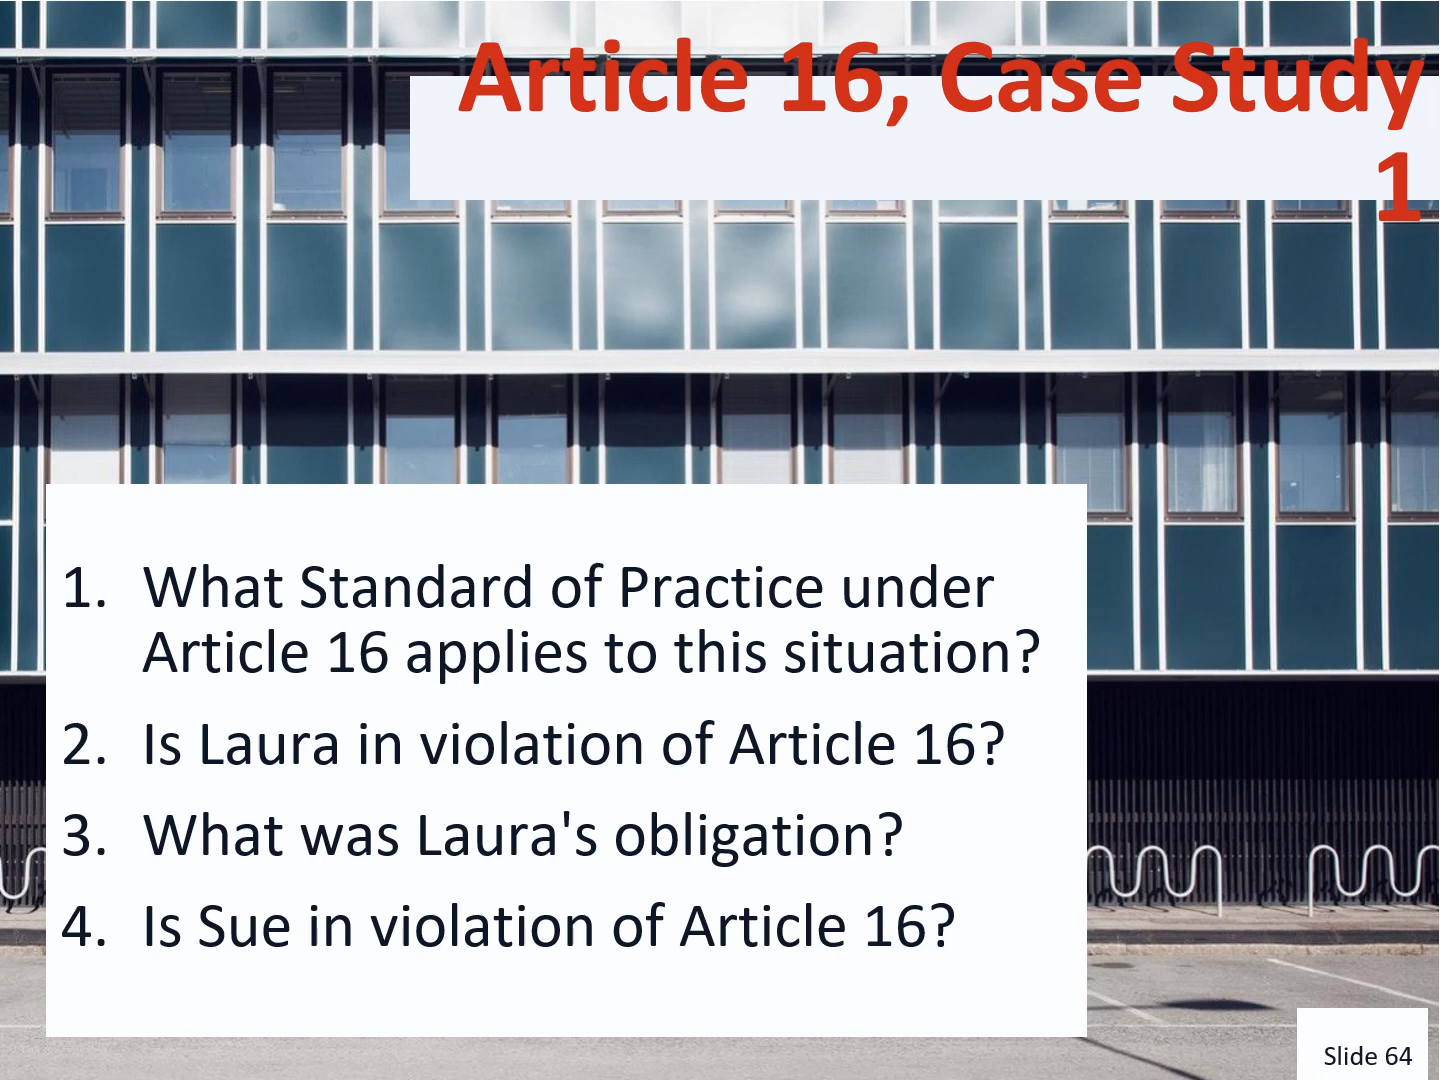 Article 16, Case Study
1
1. What Standard of Practice under
Article 16 applies to this situation?
2. Is Laura in violation of Article 16?
3. What was Laura's obligation?
4. Is Sue in violation of Article 16?
Slide 64